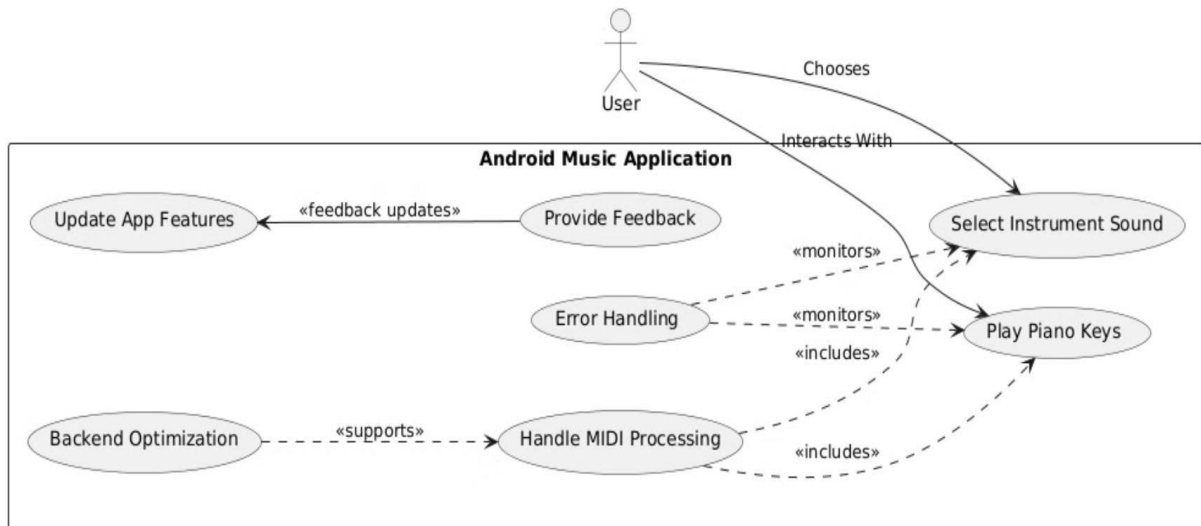 Chooses
User
Interacts With
Android Music Application
Update App Features
«feedback updates»
Provide Feedback
Select Instrument Sound
«monitors»
Error Handling
«monitors»
Play Piano Keys
«includes»
Backend Optimization
«supports»
Handle MIDI Processing
«includes»